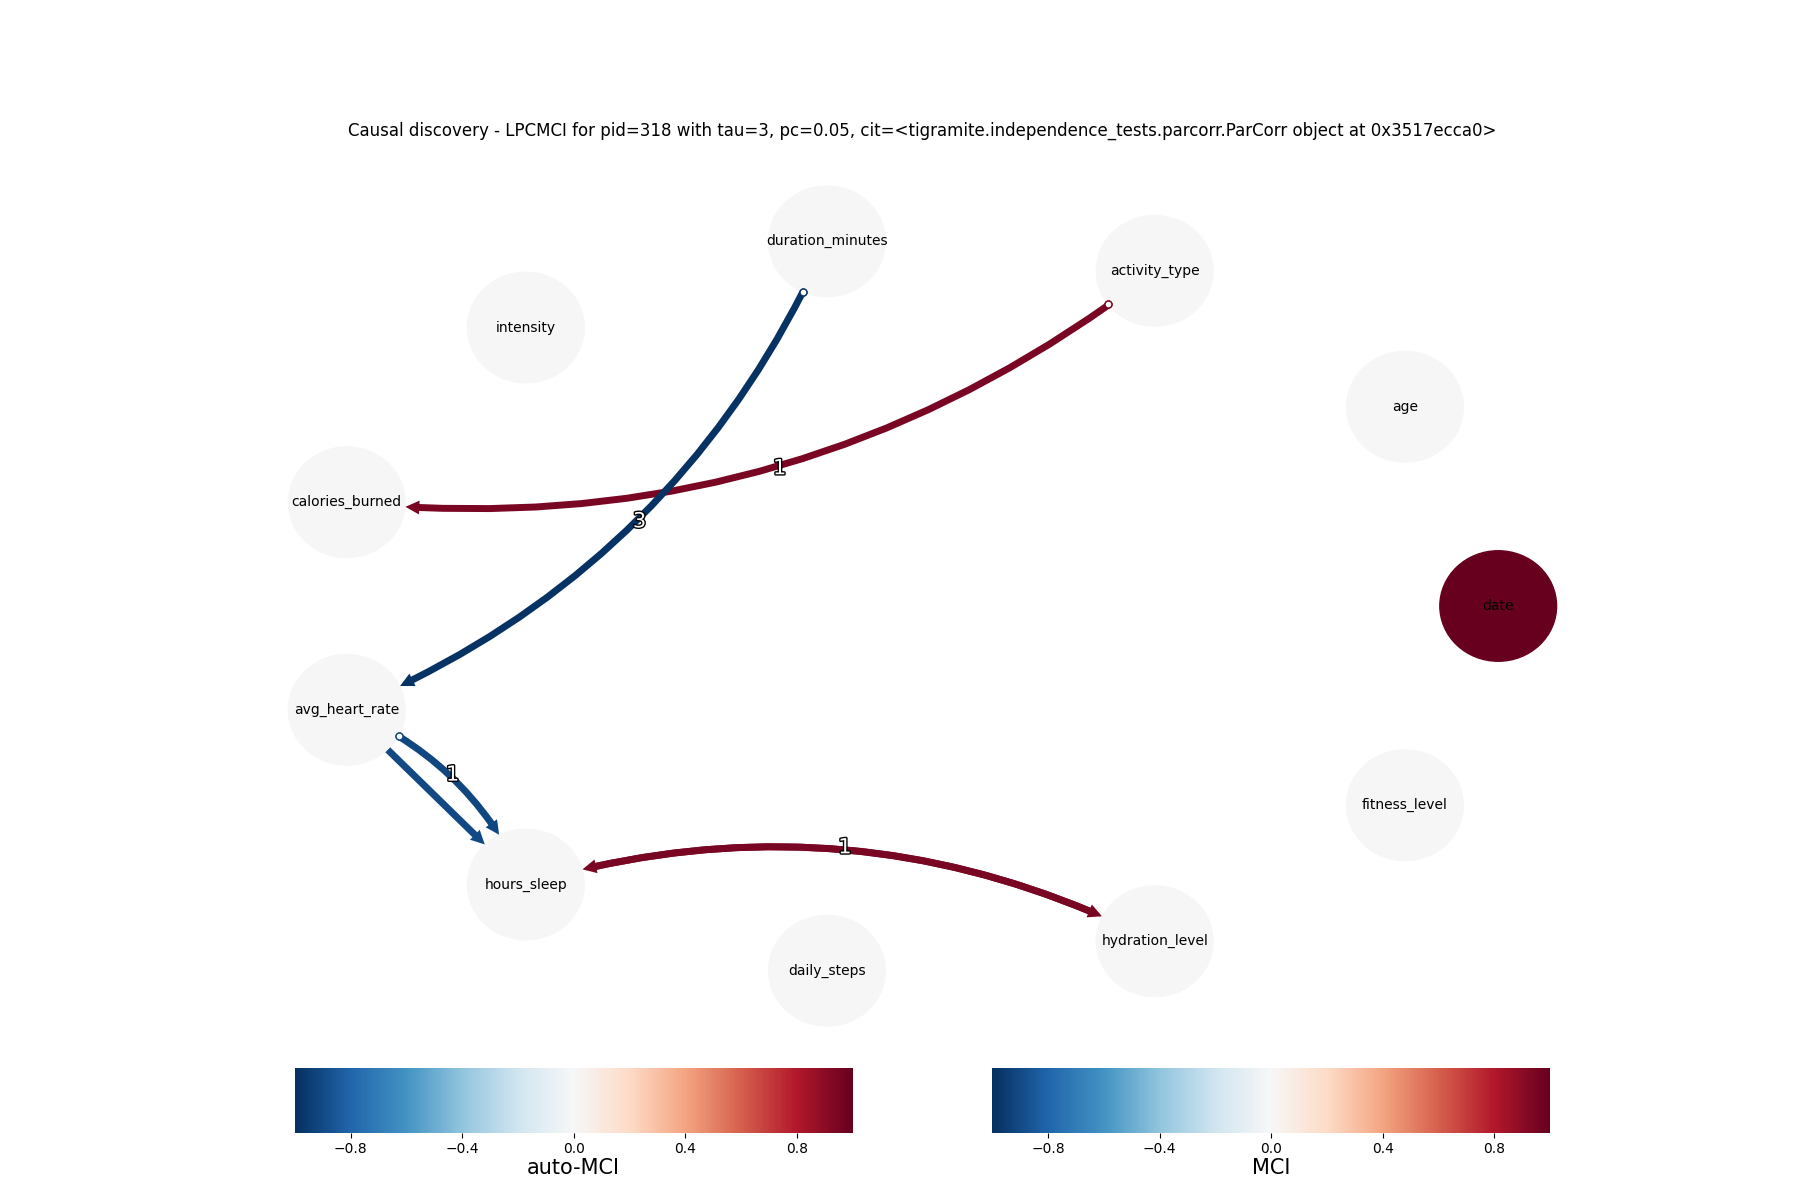 Causal discovery - LPCMCI for pid=318 with tau=3, pc=0.05, cit=<tigramite.independence_tests.parcorr.ParCorr object at 0x3517ecca0>
duration_minutes
activity_type
intensity
age
1
calories_burned
3
date
avg_heart_rate
1
fitness_level
1
hours_sleep
hydration_level
daily_steps
−0.8 −0.4 0.0 0.4 0.8
auto-MCI
−0.8 −0.4 0.0 0.4 0.8
MCI